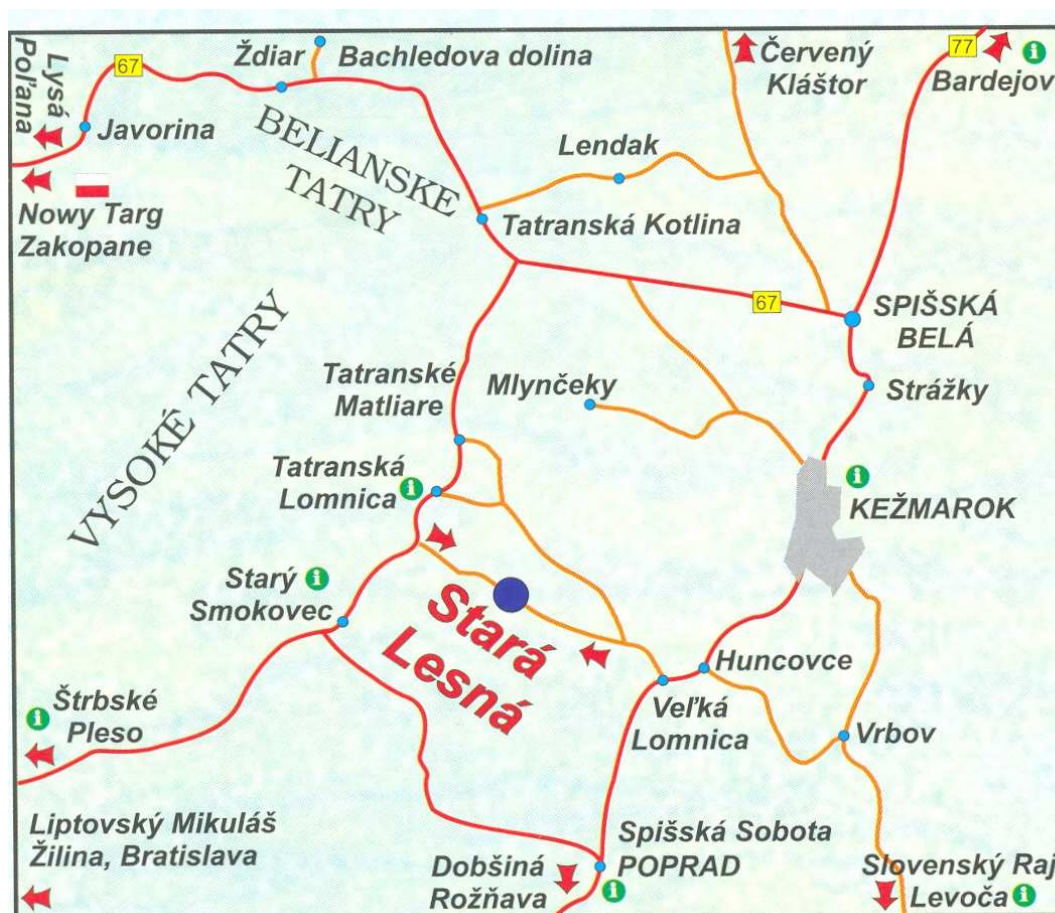 Lysá
Poľana
67
Ždiar
Bachledova dolina
Červený
Kláštor
77
i
Bardejov
Javorina
BELIANSKE
TATRY
Lendak
Nowy Targ
Zakopane
Tatranská Kotlina
67
SPIŠSKÁ
BELÁ
VYSOKÉ TATRY
Tatranské
Matliare
Mlynčeky
Strážky
Tatranská
Lomnica i
i
KEŽMAROK
Starý i
Smokovec
Stará
Lesná
Huncovce
i Štrbské
Pleso
Veľká
Lomnica
Vrbov
Liptovský Mikuláš
Žilina, Bratislava
Dobšiná
Rožňava
Spišská Sobota
POPRAD
i
Slovenský Raj
Levoča i